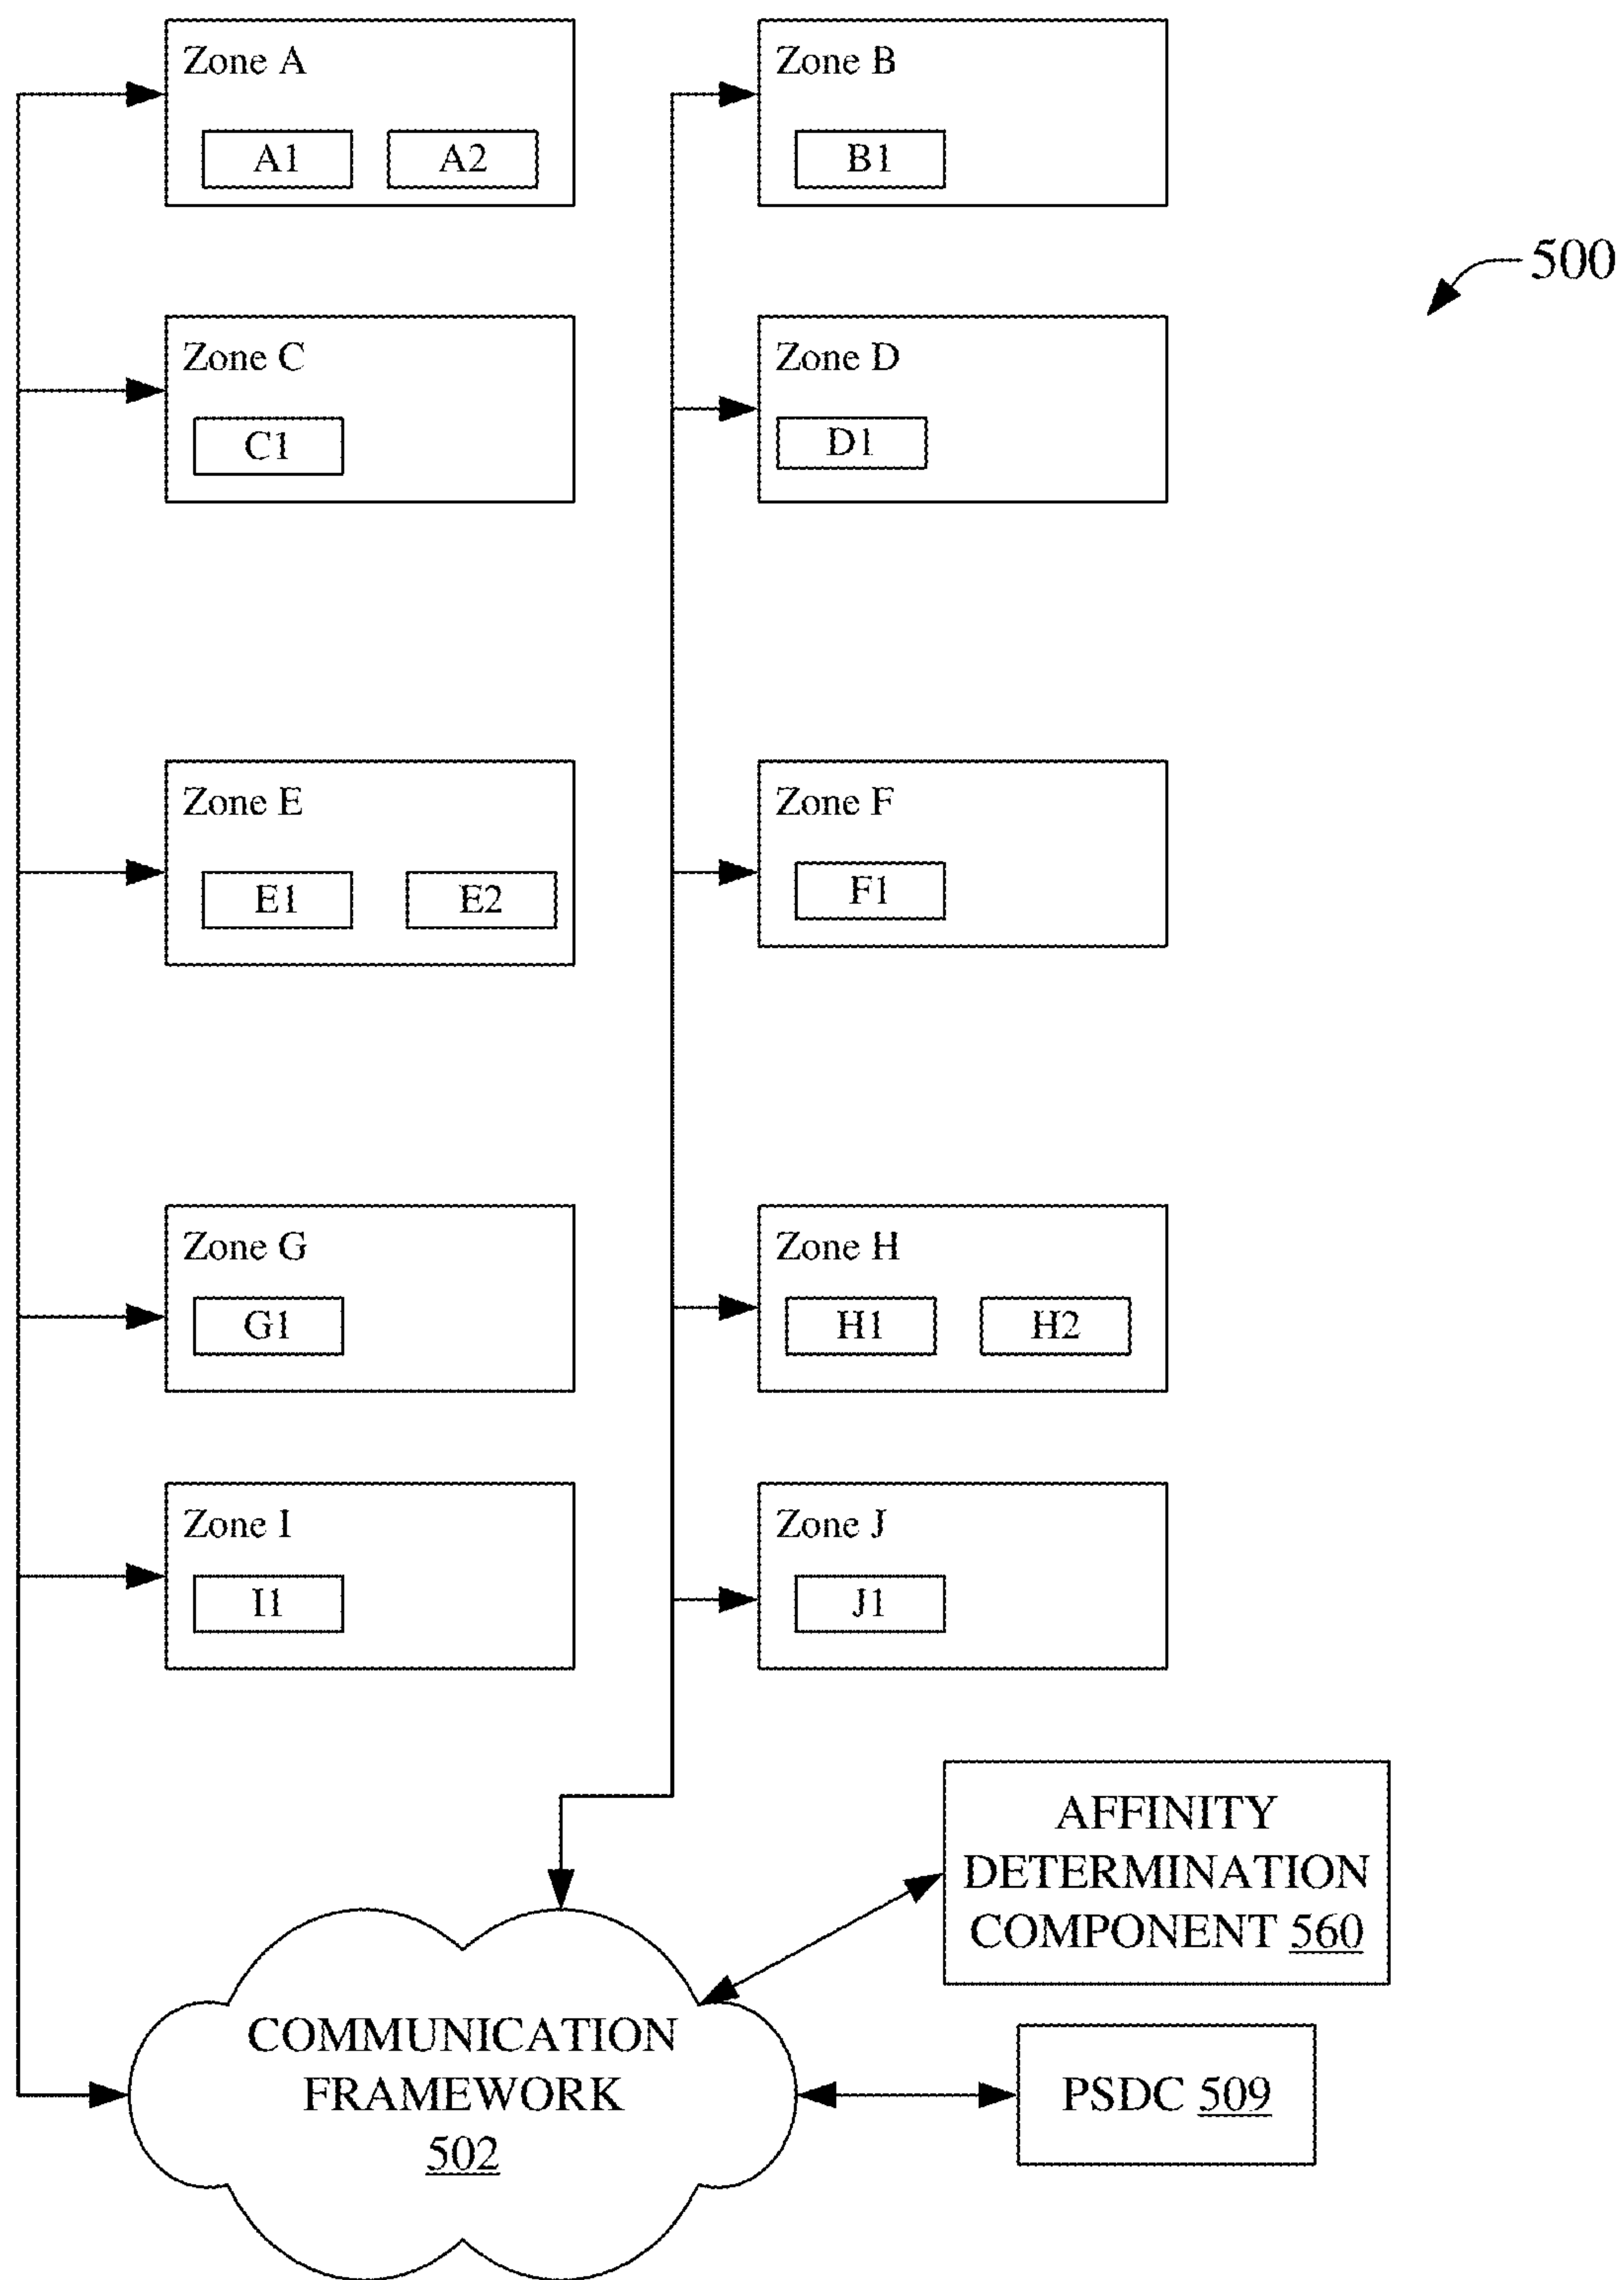 Zone A
A1 A2
Zone B
B1
500
Zone C
C1
Zone D
D1
Zone E
E1 E2
Zone F
F1
Zone G
G1
Zone H
H1 H2
Zone I
I1
Zone J
J1
AFFINITY
DETERMINATION
COMPONENT 560
COMMUNICATION
FRAMEWORK
502
PSDC 509